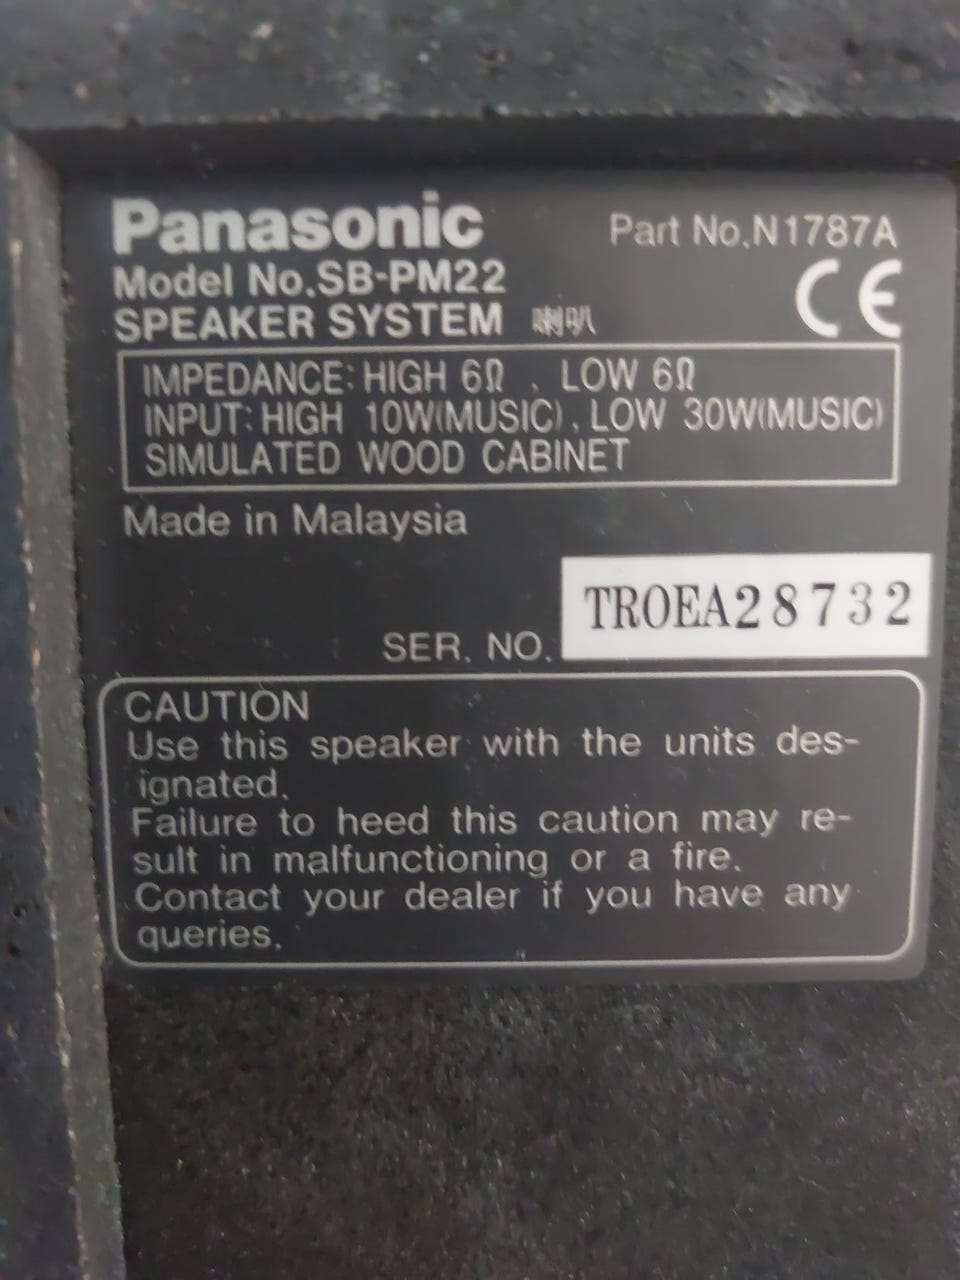 Panasonic
Part No.N1787A
Model No.SB-PM22
CE
SPEAKER SYSTEM 喇叭
IMPEDANCE: HIGH 6Ω , LOW 6Ω
INPUT: HIGH 10W(MUSIC), LOW 30W(MUSIC)
SIMULATED WOOD CABINET
Made in Malaysia
SER. NO. TROEA28732
CAUTION
Use this speaker with the units des-
ignated.
Failure to heed this caution may re-
sult in malfunctioning or a fire.
Contact your dealer if you have any
queries.